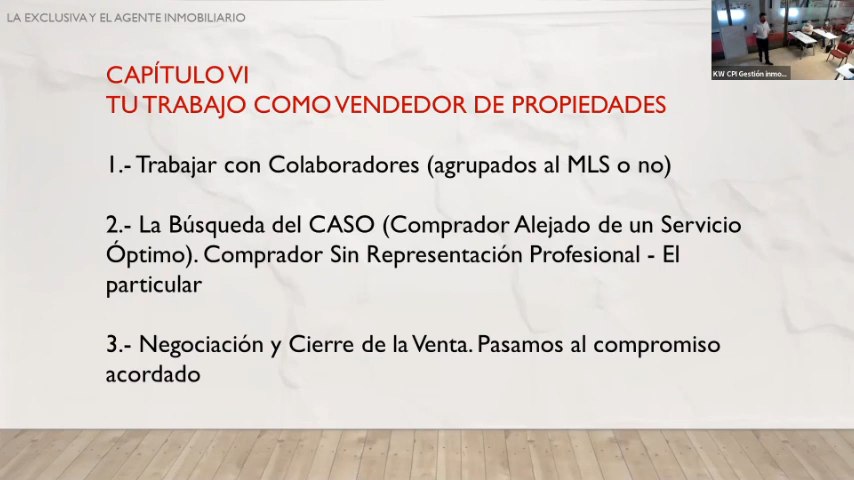 LA EXCLUSIVA Y EL AGENTE INMOBILIARIO
KW CPI Gestión inmo...
CAPÍTULO VI
TU TRABAJO COMO VENDEDOR DE PROPIEDADES
1.- Trabajar con Colaboradores (agrupados al MLS o no)
2.- La Búsqueda del CASO (Comprador Alejado de un Servicio
Óptimo). Comprador Sin Representación Profesional - El
particular
3.- Negociación y Cierre de la Venta. Pasamos al compromiso
acordado